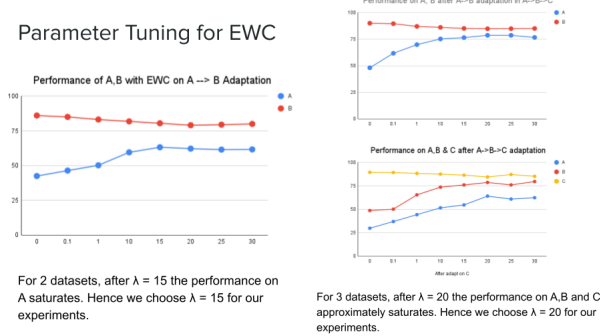 Parameter Tuning for EWC
Performance of A,B with EWC on A --> B Adaptation
A
B
100
75
50
25
0
0 0.1 1 10 15 20 25 30
For 2 datasets, after λ = 15 the performance on
A saturates. Hence we choose λ = 15 for our
experiments.
Performance on A, B after A->B adaptation in A->B->C
A
B
100
75
50
25
0
0 0.1 1 10 15 20 25 30
Performance on A,B & C after A->B->C adaptation
A
B
C
100
75
50
25
0
0 0.1 1 10 15 20 25 30
After adapt on C
For 3 datasets, after λ = 20 the performance on A,B and C
approximately saturates. Hence we choose λ = 20 for our
experiments.